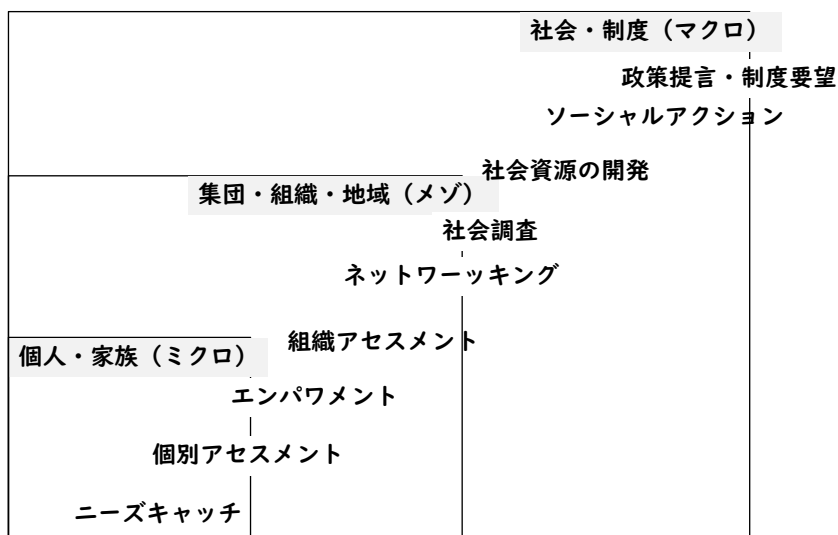 社会・制度（マクロ）
政策提言・制度要望
ソーシャルアクション
社会資源の開発
集団・組織・地域（メゾ）
社会調査
ネットワーッキング
組織アセスメント
個人・家族（ミクロ）
エンパワメント
個別アセスメント
ニーズキャッチ